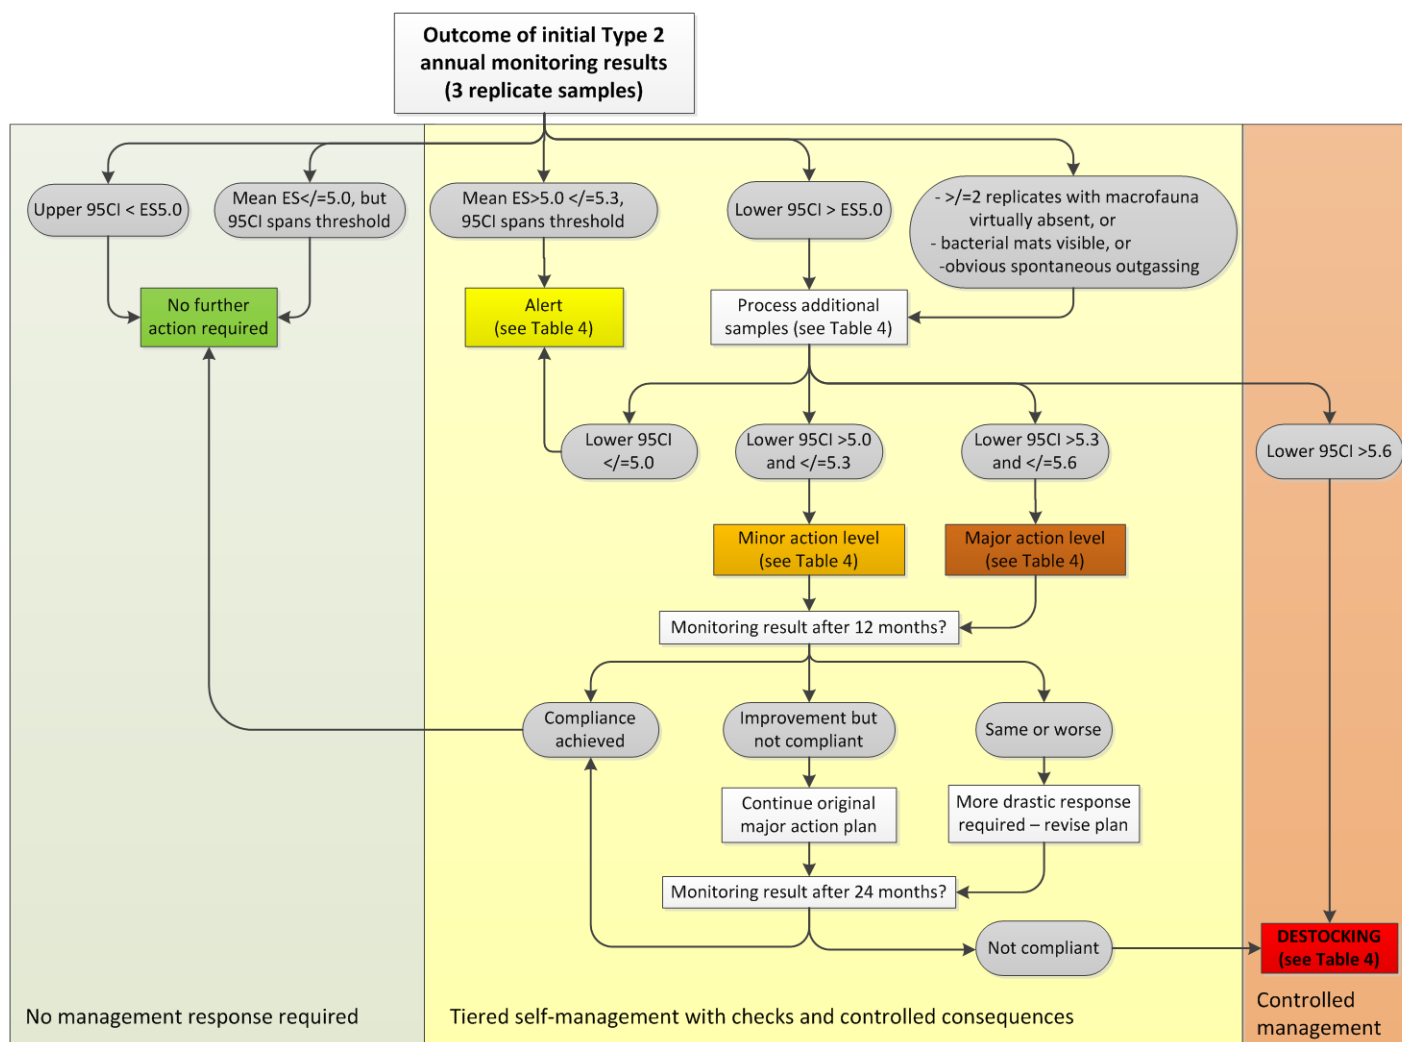 Outcome of initial Type 2
annual monitoring results
(3 replicate samples)
Upper 95CI < ES5.0
Mean ES</=5.0, but
95CI spans threshold
Mean ES>5.0 </=5.3,
95CI spans threshold
Lower 95CI > ES5.0
- >/=2 replicates with macrofauna
virtually absent, or
- bacterial mats visible, or
-obvious spontaneous outgassing
No further
action required
Alert
(see Table 4)
Process additional
samples (see Table 4)
Lower 95CI
</=5.0
Lower 95CI >5.0
and </=5.3
Lower 95CI >5.3
and </=5.6
Lower 95CI >5.6
Minor action level
(see Table 4)
Major action level
(see Table 4)
Monitoring result after 12 months?
Compliance
achieved
Improvement but
not compliant
Same or worse
Continue original
major action plan
More drastic response
required – revise plan
Monitoring result after 24 months?
Not compliant
DESTOCKING
(see Table 4)
No management response required
Tiered self-management with checks and controlled consequences
Controlled
management